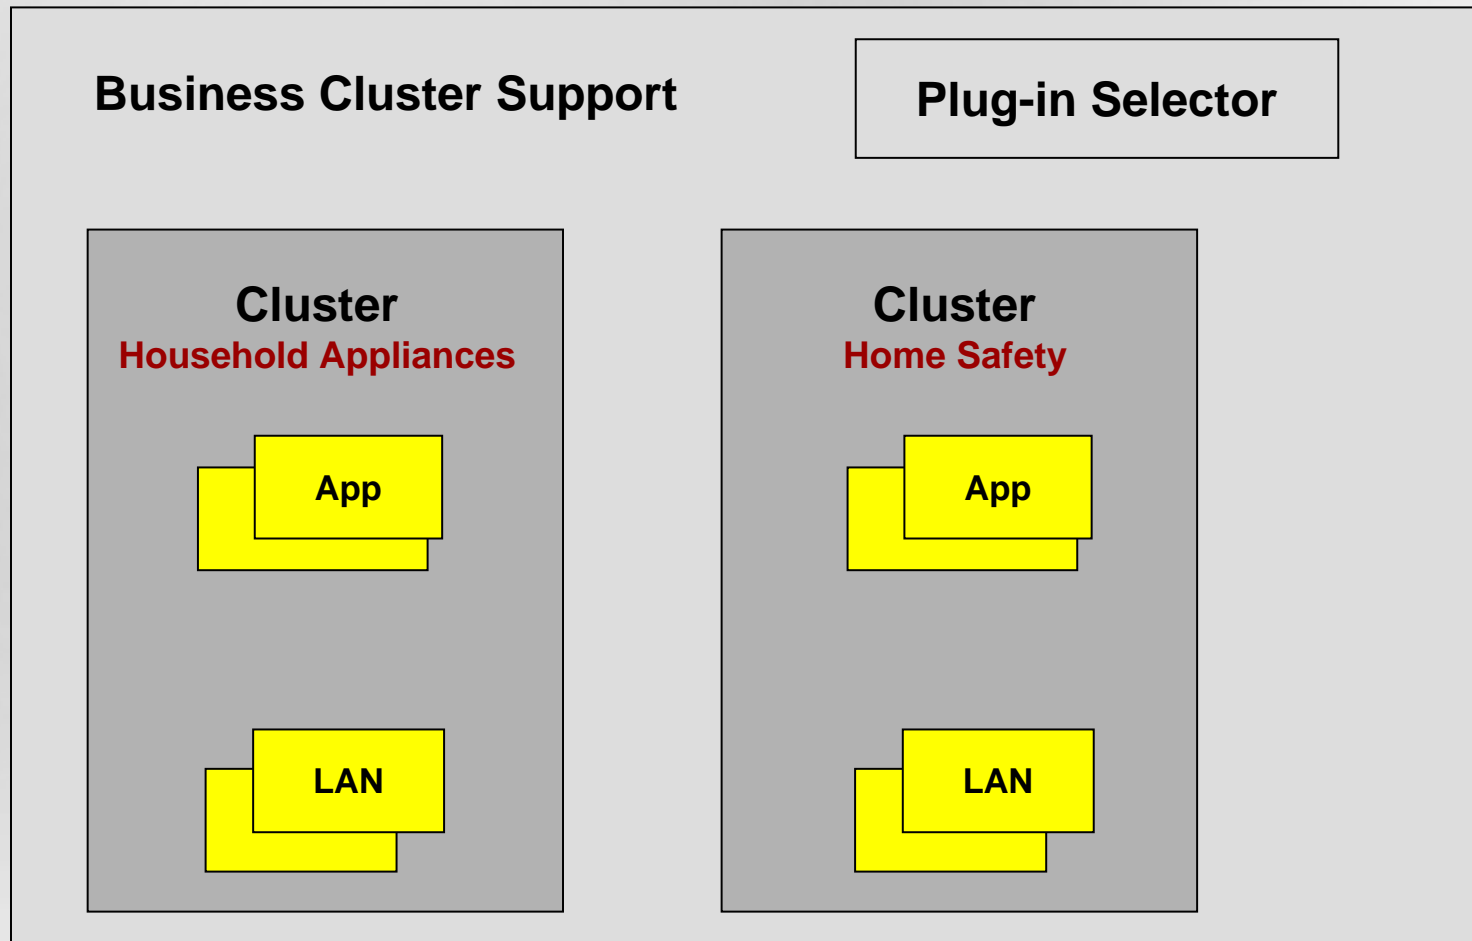 Business Cluster Support
Plug-in Selector
Cluster
Household Appliances
App
LAN
Cluster
Home Safety
App
LAN